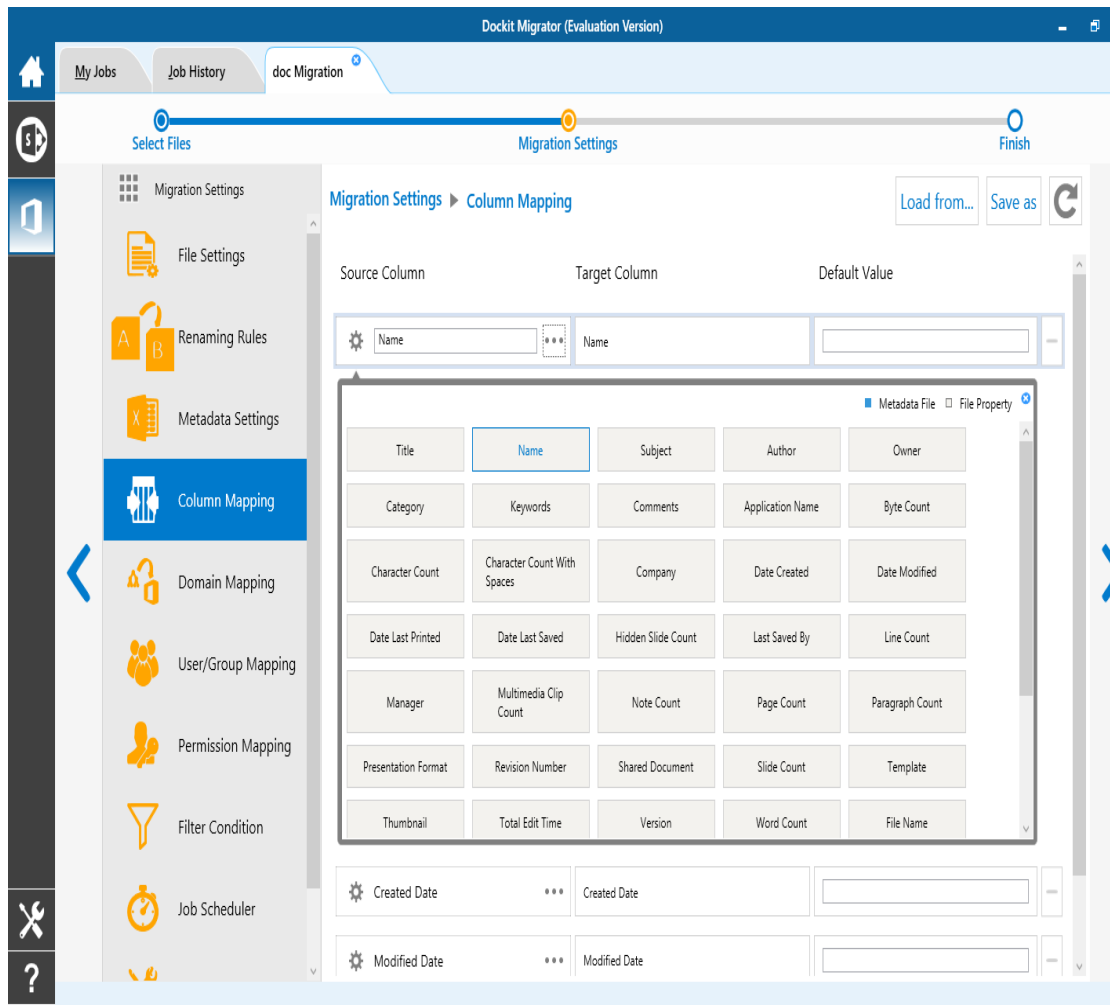 Dockit Migrator (Evaluation Version)
My Jobs
Job History
doc Migration
Select Files
Migration Settings
Finish
Migration Settings
File Settings
A
B
Renaming Rules
X
Metadata Settings
Column Mapping
Domain Mapping
User/Group Mapping
Permission Mapping
Filter Condition
Job Scheduler
S
?
Migration Settings ▶ Column Mapping
Load from...
Save as
Source Column
Target Column
Default Value
Name
•••
Name
Metadata File
File Property
Title
Name
Subject
Author
Owner
Category
Keywords
Comments
Application Name
Byte Count
Character Count
Character Count With
Spaces
Company
Date Created
Date Modified
Date Last Printed
Date Last Saved
Hidden Slide Count
Last Saved By
Line Count
Manager
Multimedia Clip
Count
Note Count
Page Count
Paragraph Count
Presentation Format
Revision Number
Shared Document
Slide Count
Template
Thumbnail
Total Edit Time
Version
Word Count
File Name
Created Date
•••
Created Date
Modified Date
•••
Modified Date